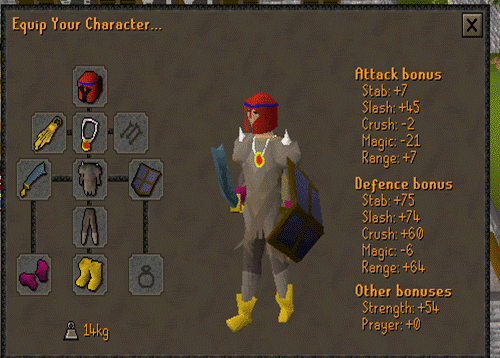 Equip Your Character...
Attack bonus
Stab: +7
Slash: +45
Crush: -2
Magic: -21
Range: +7
Defence bonus
Stab: +75
Slash: +74
Crush: +60
Magic: -6
Range: +64
Other bonuses
Strength: +54
Prayer: +0
14kg